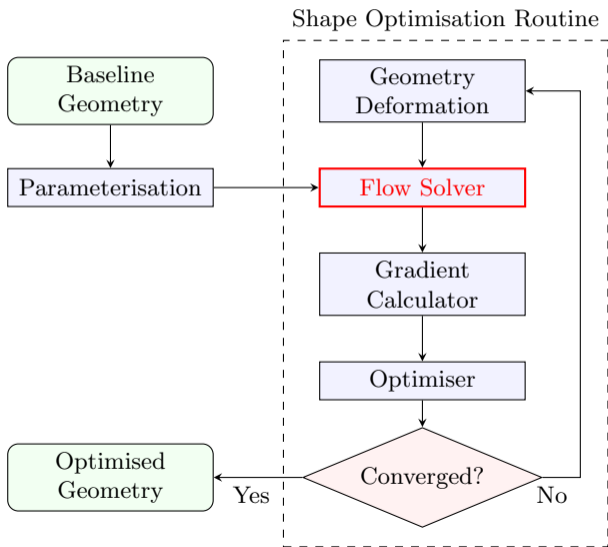 Shape Optimisation Routine
Baseline
Geometry
Parameterisation
Geometry
Deformation
Flow Solver
Gradient
Calculator
Optimiser
Converged?
Yes
No
Optimised
Geometry